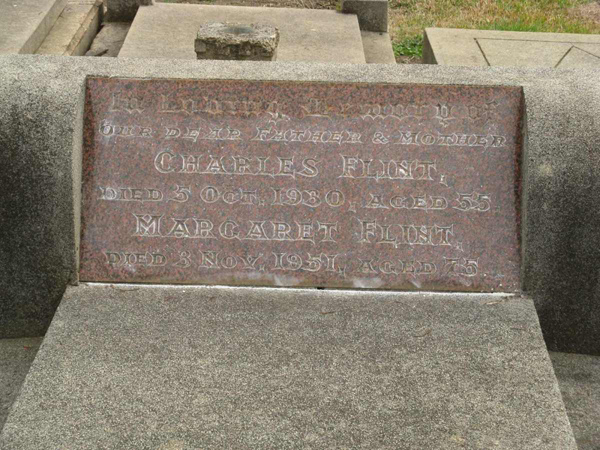 In Loving Memory of
OUR DEAR FATHER & MOTHER
CHARLES FLINT,
DIED 5 OCT, 1930, AGED 55
MARGARET FLINT,
DIED 3 NOV, 1951, AGED 75